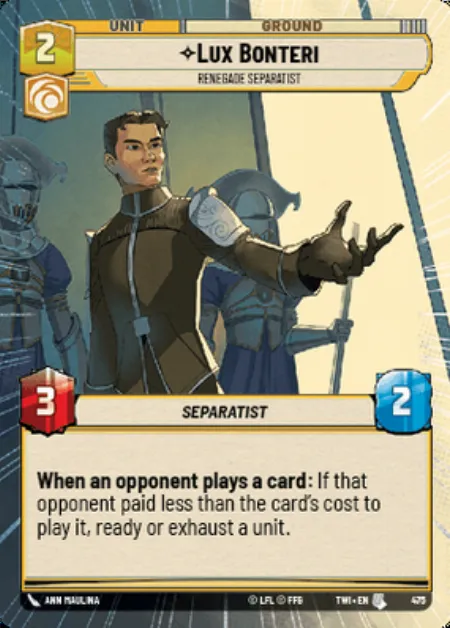 UNIT
GROUND
2
✧LUX BONTERI
RENEGADE SEPARATIST
3
SEPARATIST
2
When an opponent plays a card: If that
opponent paid less than the card's cost to
play it, ready or exhaust a unit.
ANN MAULINA
© LFL © FFG
TWI • EN
475